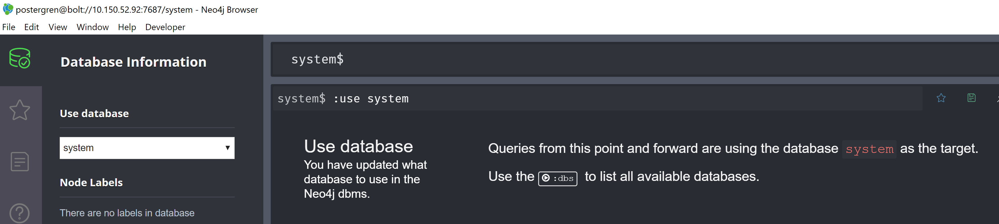 postergren@bolt://10.150.52.92:7687/system - Neo4j Browser
File Edit View Window Help Developer
Database Information
Use database
system
Node Labels
There are no labels in database
system$
system$ :use system
Use database
You have updated what
database to use in the
Neo4j dbms.
Queries from this point and forward are using the database system as the target.
Use the :dbs to list all available databases.